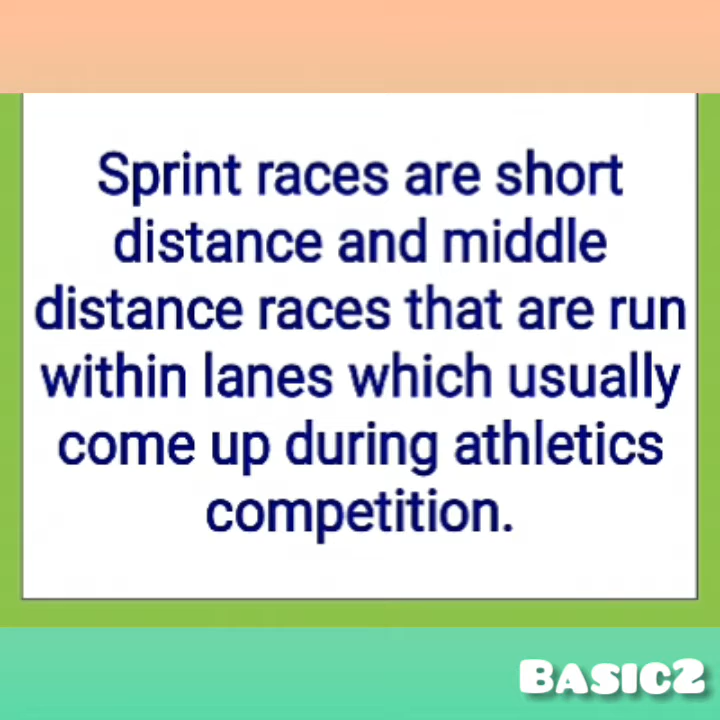 Sprint races are short
distance and middle
distance races that are run
within lanes which usually
come up during athletics
competition.
BASIC2